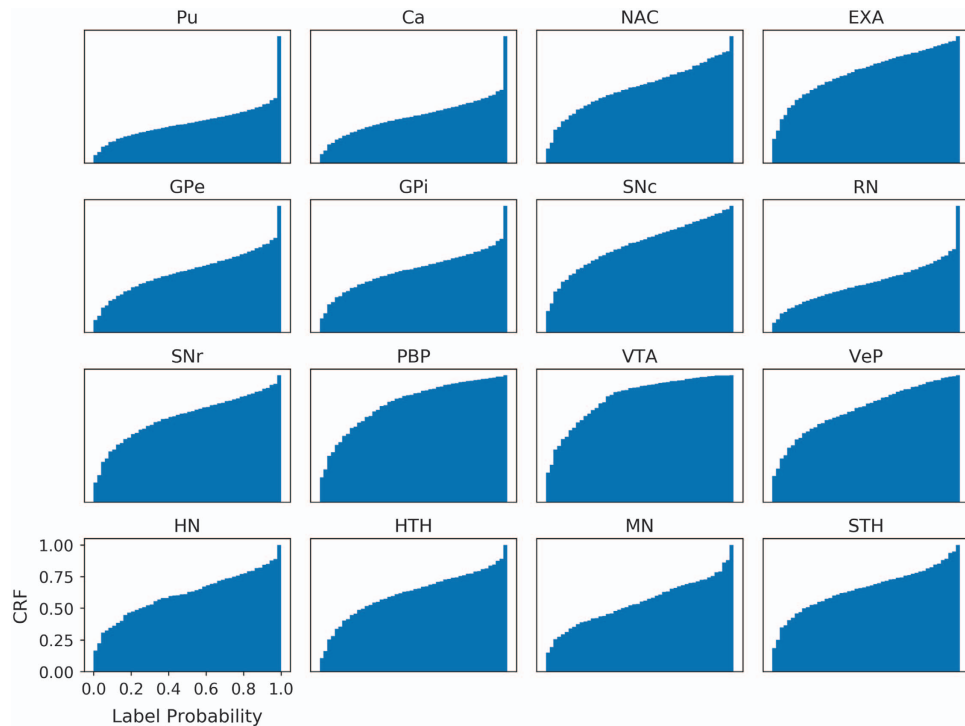 Pu Ca NAC EXA
GPe GPi SNc RN
SNr PBP VTA VeP
HN HTH MN STH
1.00
0.75
0.50
0.25
0.00
CRF
0.0 0.2 0.4 0.6 0.8 1.0
Label Probability